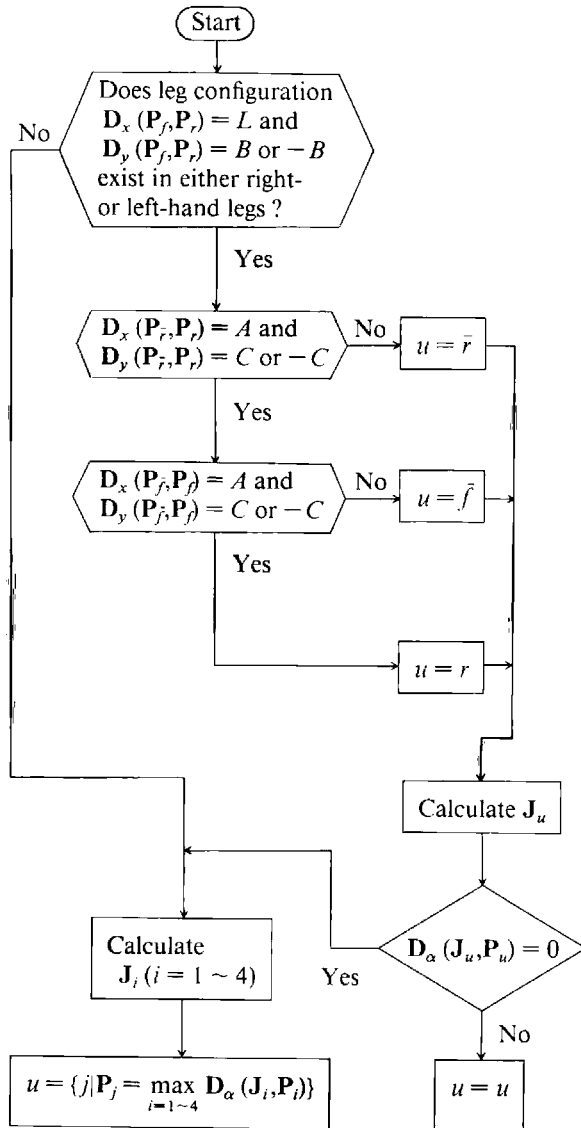 Start
Does leg configuration
D_x (P_f, P_r) = L and
D_y (P_f, P_r) = B or −B
exist in either right-
or left-hand legs ?
No
Yes
D_x (P_r̄, P_r) = A and
D_y (P_r̄, P_r) = C or −C
No
u = r̄
Yes
D_x (P_f̄, P_f) = A and
D_y (P_f̄, P_f) = C or −C
No
u = f̄
Yes
u = r
Calculate J_u
D_α (J_u, P_u) = 0
Yes
No
Calculate
J_i (i = 1 ~ 4)
u = {j|P_j = max D_α (J_i, P_i)}
i=1~4
u = u